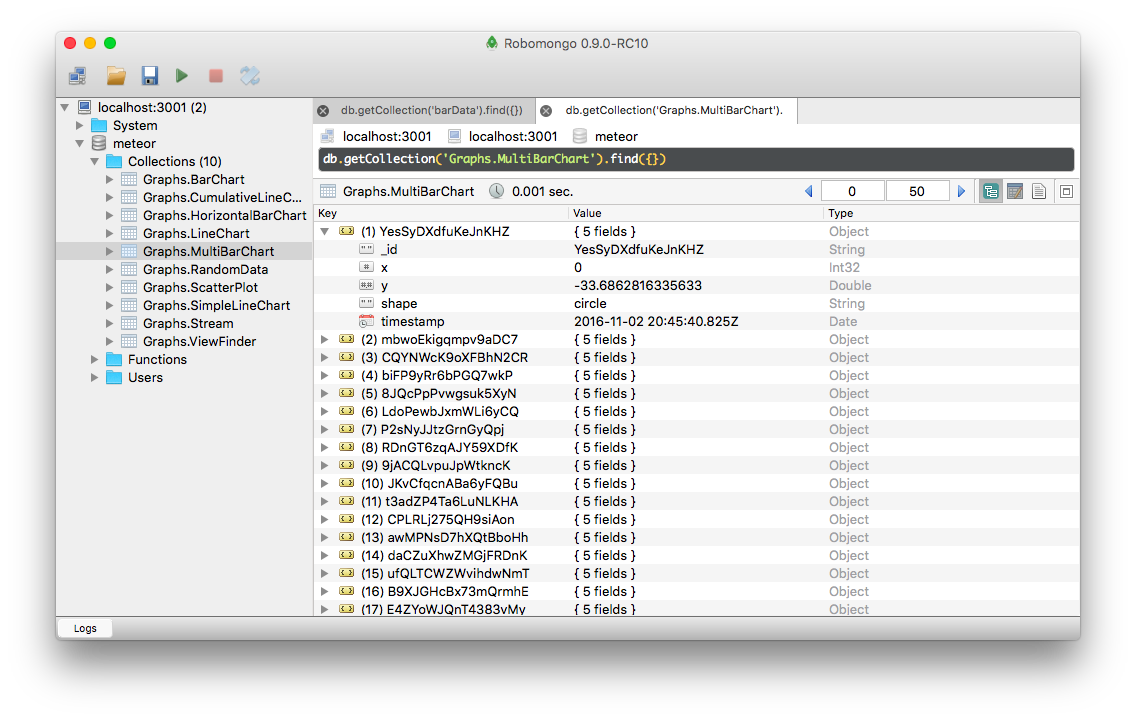 Robomongo 0.9.0-RC10
localhost:3001 (2)
System
meteor
Collections (10)
Graphs.BarChart
Graphs.CumulativeLineC...
Graphs.HorizontalBarChart
Graphs.LineChart
Graphs.MultiBarChart
Graphs.RandomData
Graphs.ScatterPlot
Graphs.SimpleLineChart
Graphs.Stream
Graphs.ViewFinder
Functions
Users
db.getCollection('barData').find({}) db.getCollection('Graphs.MultiBarChart').
localhost:3001 localhost:3001 meteor
db.getCollection('Graphs.MultiBarChart').find({})
Graphs.MultiBarChart 0.001 sec. 0 50
Key Value Type
(1) YesSyDXdfuKeJnKHZ { 5 fields } Object
_id YesSyDXdfuKeJnKHZ String
x 0 Int32
y -33.6862816335633 Double
shape circle String
timestamp 2016-11-02 20:45:40.825Z Date
(2) mbwoEkigqmpv9aDC7 { 5 fields } Object
(3) CQYNWcK9oXFBhN2CR { 5 fields } Object
(4) biFP9yRr6bPGQ7wkP { 5 fields } Object
(5) 8JQcPpPvwgsuk5XyN { 5 fields } Object
(6) LdoPewbJxmWLi6yCQ { 5 fields } Object
(7) P2sNyJJtzGrnGyQpj { 5 fields } Object
(8) RDnGT6zqAJY59XDfK { 5 fields } Object
(9) 9jACQLvpuJpWtkncK { 5 fields } Object
(10) JKvCfqcnABa6yFQBu { 5 fields } Object
(11) t3adZP4Ta6LuNLKHA { 5 fields } Object
(12) CPLRLj275QH9siAon { 5 fields } Object
(13) awMPNsD7hXQtBboHh { 5 fields } Object
(14) daCZuXhwZMGjFRDnK { 5 fields } Object
(15) ufQLTCWZWvihdwNmT { 5 fields } Object
(16) B9XJGHcBx73mQrmhE { 5 fields } Object
(17) E4ZYoWJQnT4383vMy { 5 fields } Object
Logs